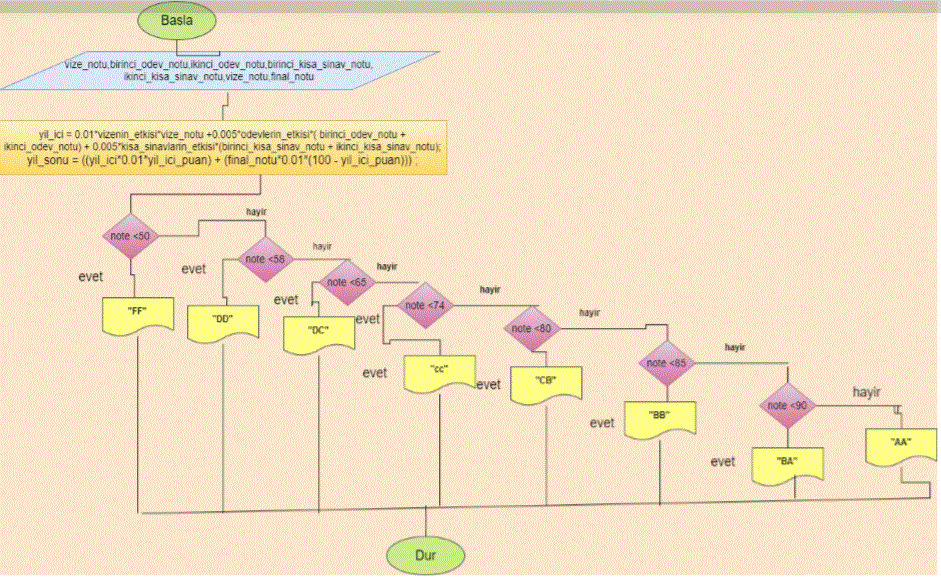 Basla
vize_notu,birinci_odev_notu,ikinci_odev_notu,birinci_kisa_sinav_notu,
ikinci_kisa_sinav_notu,vize_notu,final_notu
yil_ici = 0.01*vizenin_etkisi*vize_notu +0.005*odevlerin_etkisi*( birinci_odev_notu +
ikinci_odev_notu) + 0.005*kisa_sinavlarin_etkisi*(birinci_kisa_sinav_notu + ikinci_kisa_sinav_notu);
yil_sonu = ((yil_ici*0.01*yil_ici_puan) + (final_notu*0.01*(100 - yil_ici_puan))) ;
hayir
note <50
evet
"FF"
hayir
note <58
evet
"DD"
hayir
note <65
evet
"DC"
hayir
note <74
evet
"cc"
evet
hayir
note <80
evet
"CB"
hayir
note <85
evet
"BB"
hayir
note <90
evet
"BA"
hayir
"AA"
Dur